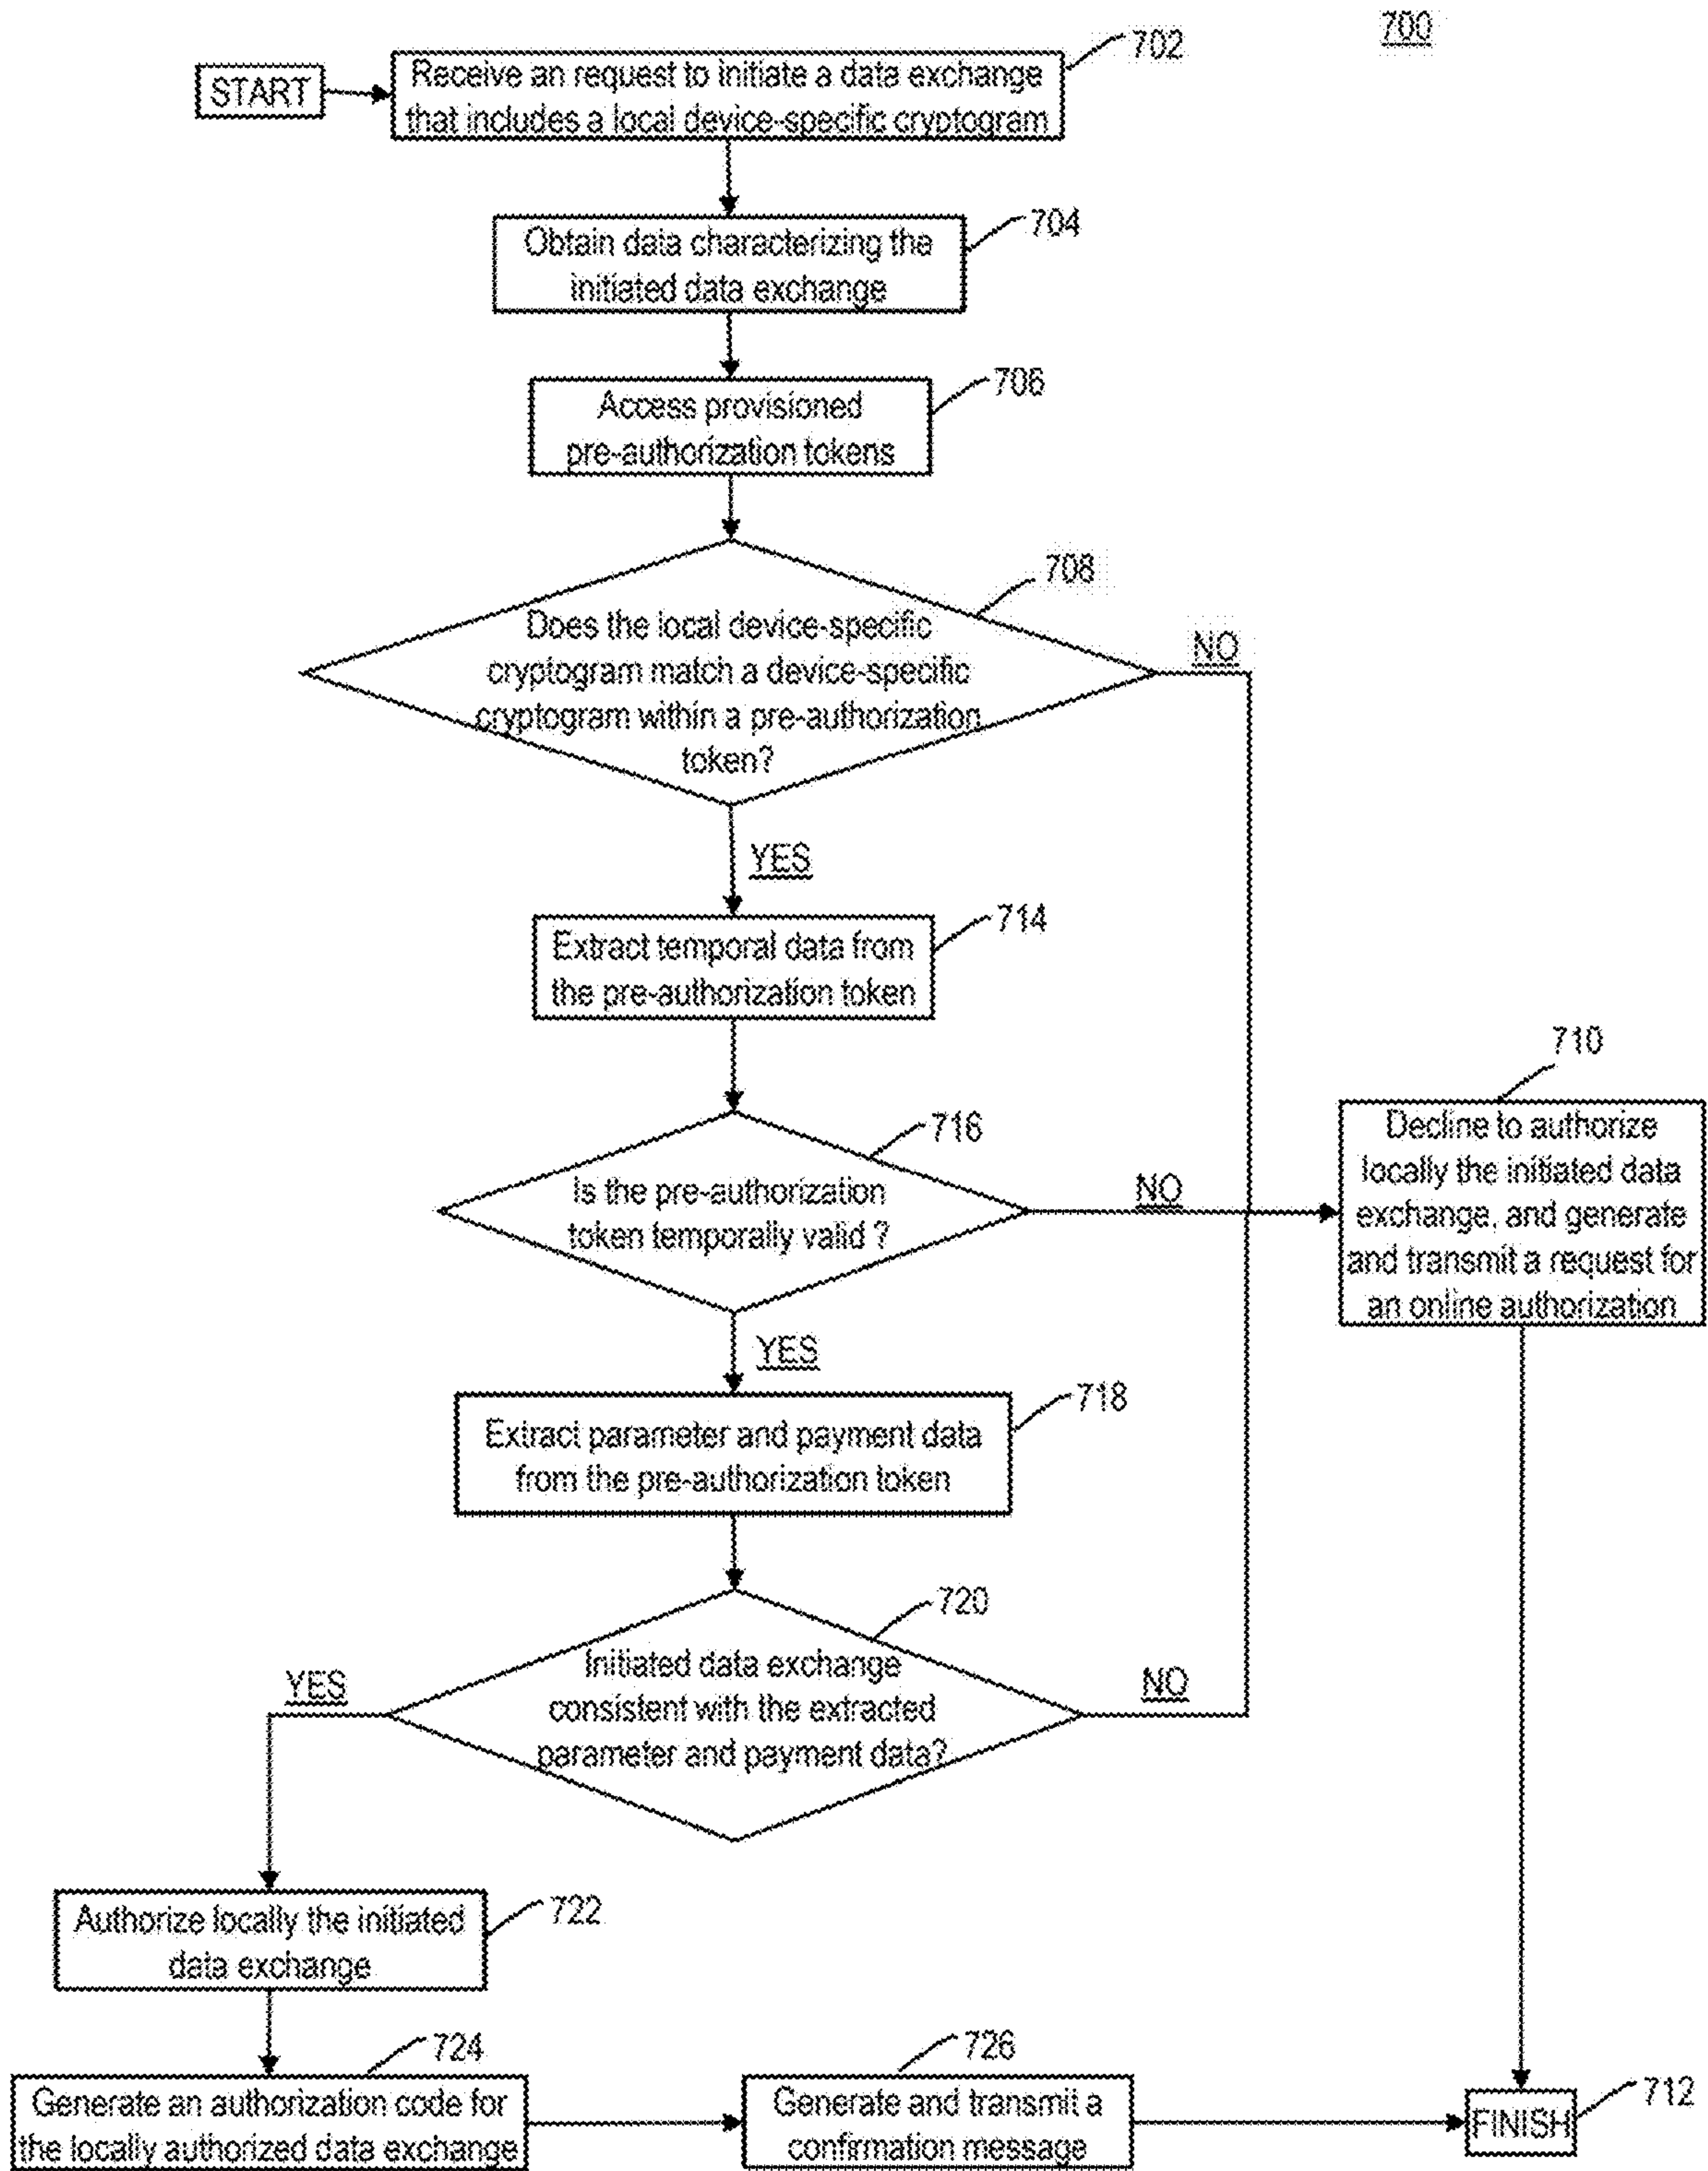 700
START
702
Receive an request to initiate a data exchange
that includes a local device-specific cryptogram
704
Obtain data characterizing the
initiated data exchange
706
Access provisioned
pre-authorization tokens
708
Does the local device-specific
cryptogram match a device-specific
cryptogram within a pre-authorization
token?
NO
YES
714
Extract temporal data from
the pre-authorization token
710
Decline to authorize
locally the initiated data
exchange, and generate
and transmit a request for
an online authorization
716
Is the pre-authorization
token temporally valid ?
NO
YES
718
Extract parameter and payment data
from the pre-authorization token
720
Initiated data exchange
consistent with the extracted
parameter and payment data?
YES
NO
722
Authorize locally the initiated
data exchange
724
Generate an authorization code for
the locally authorized data exchange
726
Generate and transmit a
confirmation message
FINISH
712